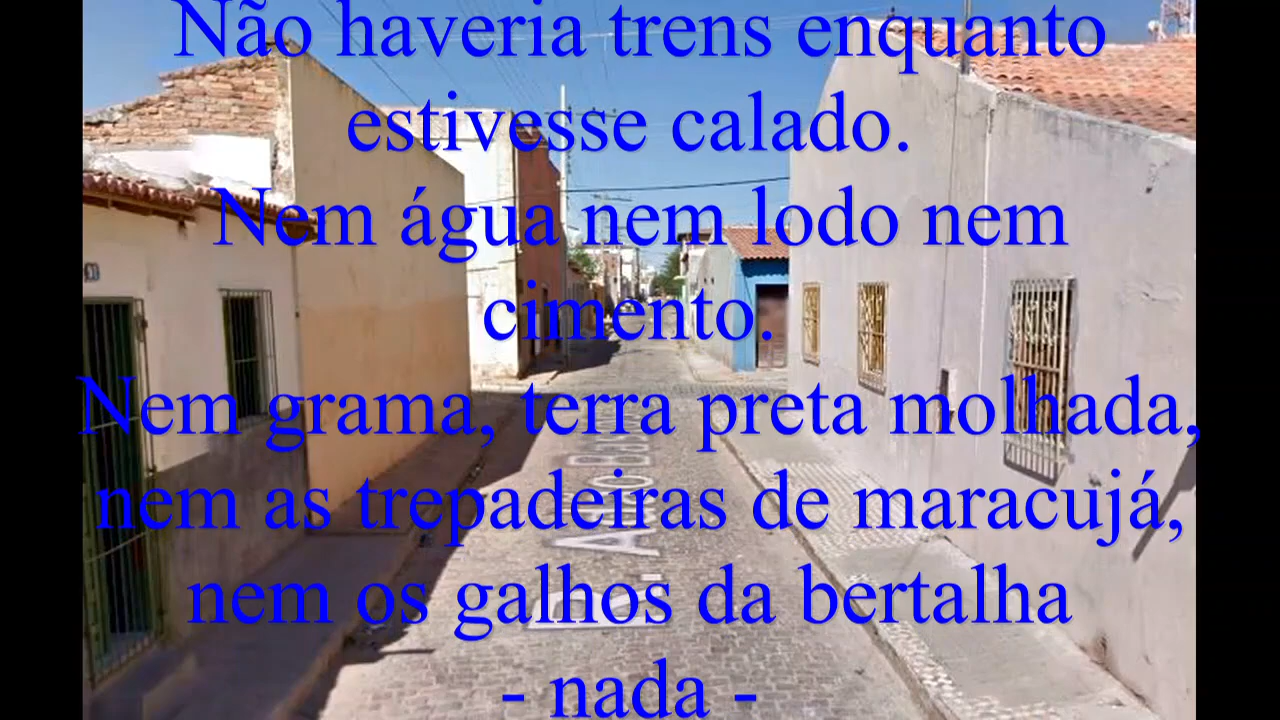 Não haveria trens enquanto
estivesse calado.
Nem água nem lodo nem
cimento.
Nem grama, terra preta molhada,
nem as trepadeiras de maracujá,
nem os galhos da bertalha
- nada -